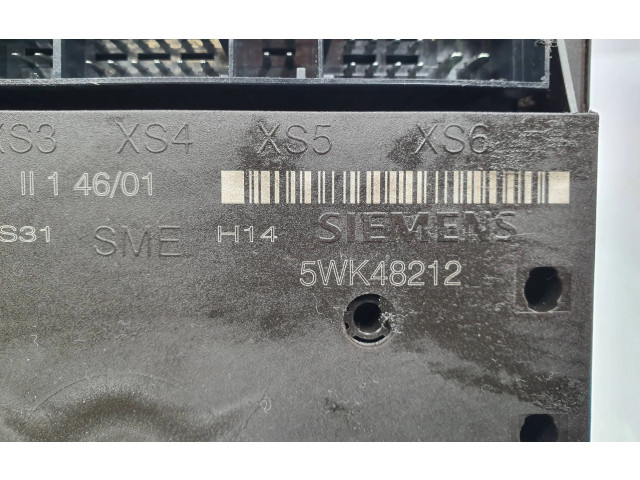 XS3 XS4 XS5 XS6
II 1 46/01
S31 SME H14 SIEMENS
5WK48212